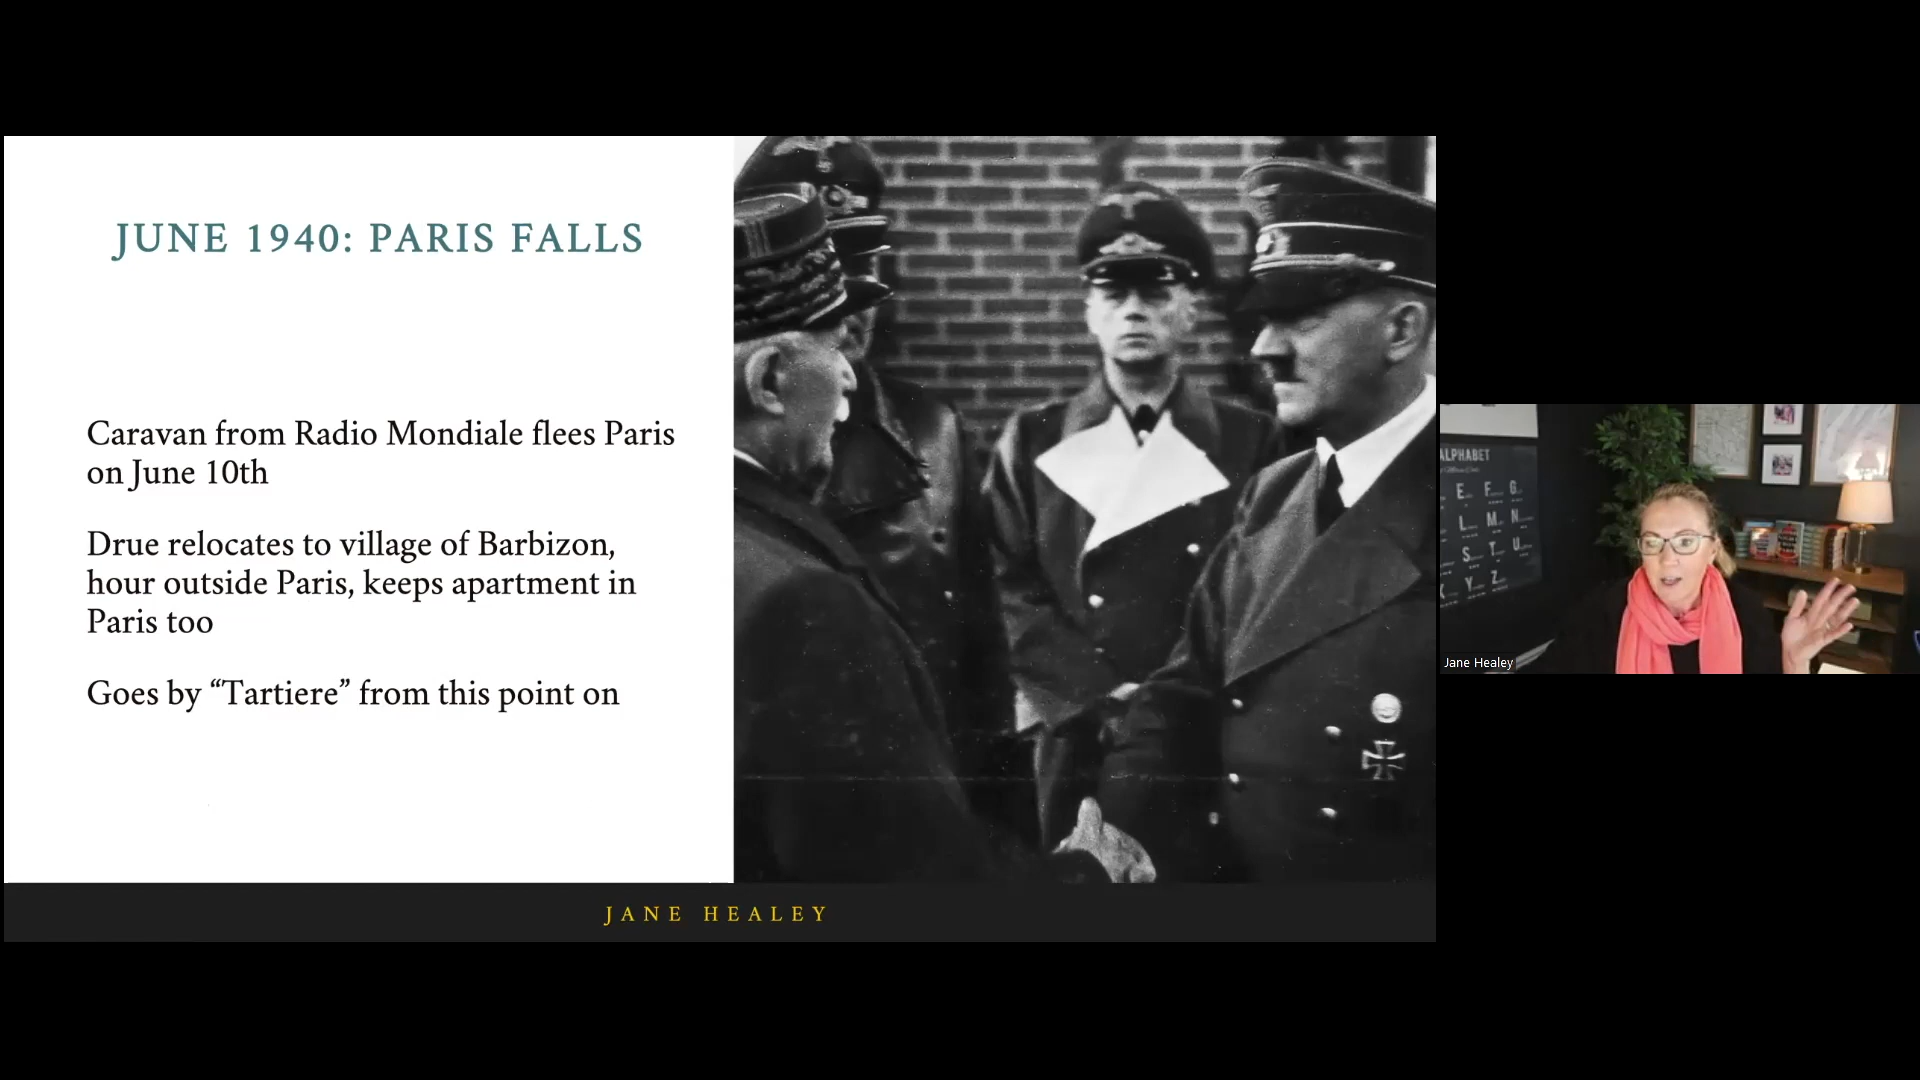 JUNE 1940: PARIS FALLS
Caravan from Radio Mondiale flees Paris
on June 10th
Drue relocates to village of Barbizon,
hour outside Paris, keeps apartment in
Paris too
Goes by “Tartiere” from this point on
JANE HEALEY
ALPHABET
E F G
L M N
S T U
Y Z
Jane Healey